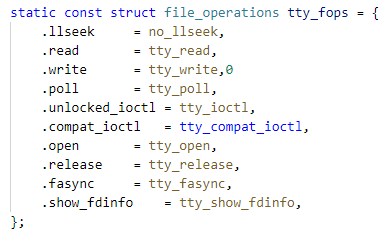 static const struct file_operations tty_fops = {
    .llseek     = no_llseek,
    .read       = tty_read,
    .write      = tty_write,0
    .poll       = tty_poll,
    .unlocked_ioctl = tty_ioctl,
    .compat_ioctl   = tty_compat_ioctl,
    .open       = tty_open,
    .release    = tty_release,
    .fasync     = tty_fasync,
    .show_fdinfo    = tty_show_fdinfo,
};